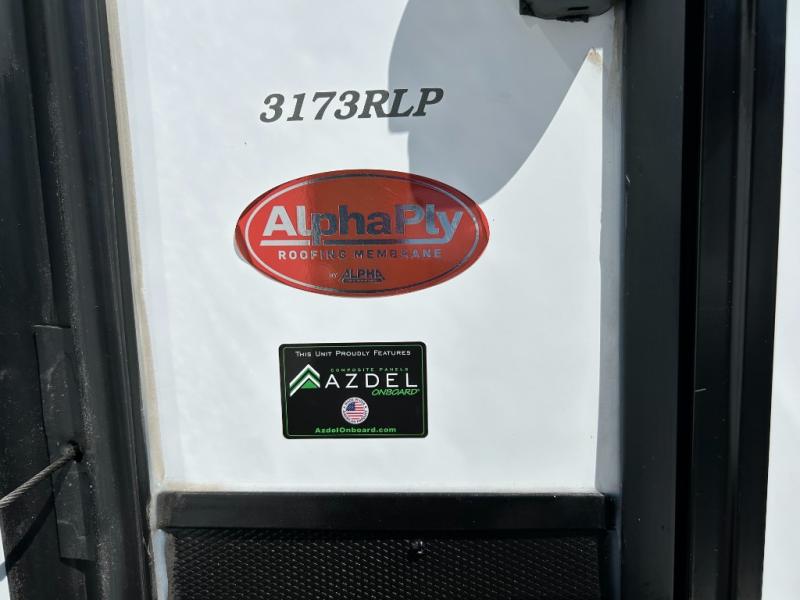 3173RLP
AlphaPly
ROOFING MEMBRANE
BY ALPHA
THIS UNIT PROUDLY FEATURES
COMPOSITE PANELS
AZDEL
ONBOARD®
AzdelOnboard.com